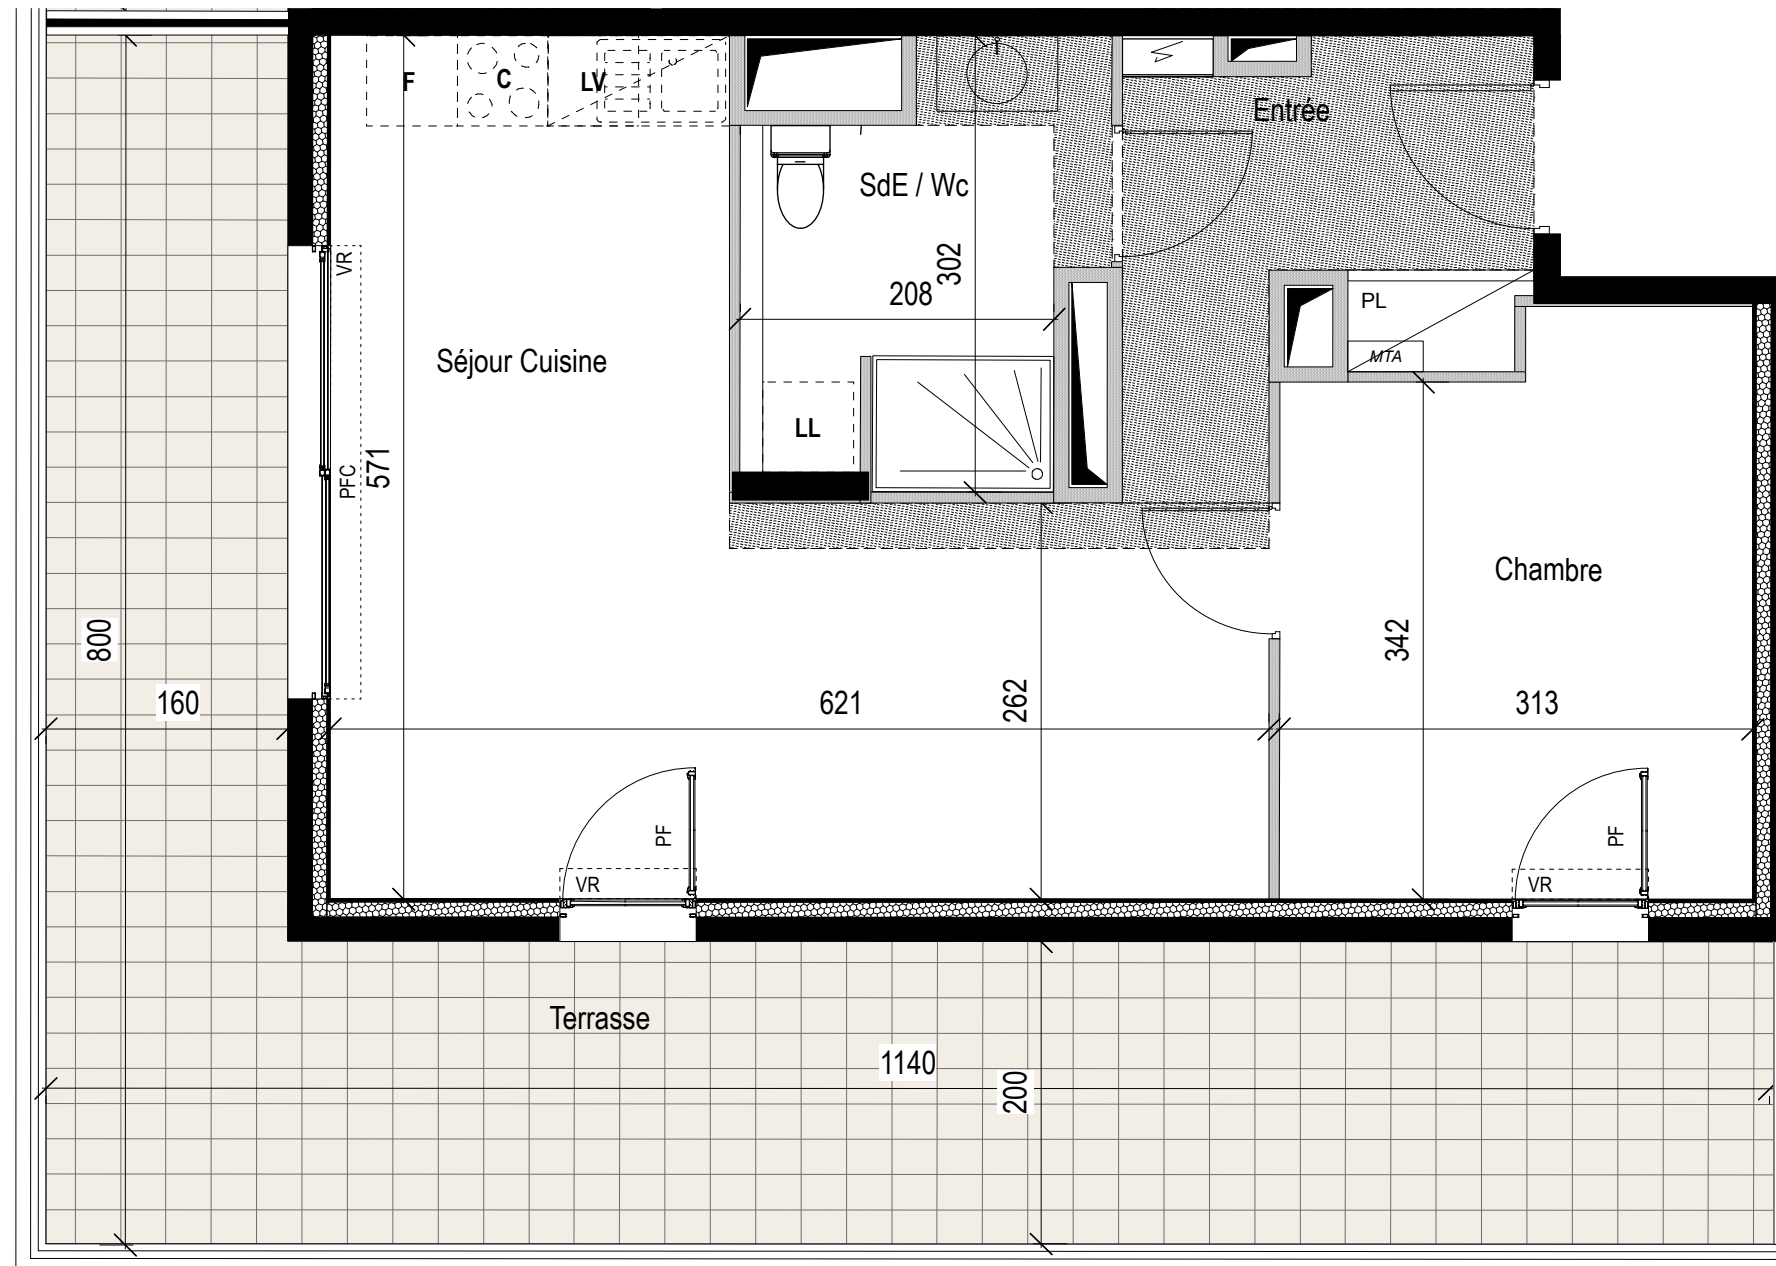 F
C
LV
Entrée
SdE / Wc
VR
302
208
PL
MTA
Séjour Cuisine
LL
571
PFC
Chambre
800
342
160
621
262
313
PF
PF
VR
VR
Terrasse
1140
200